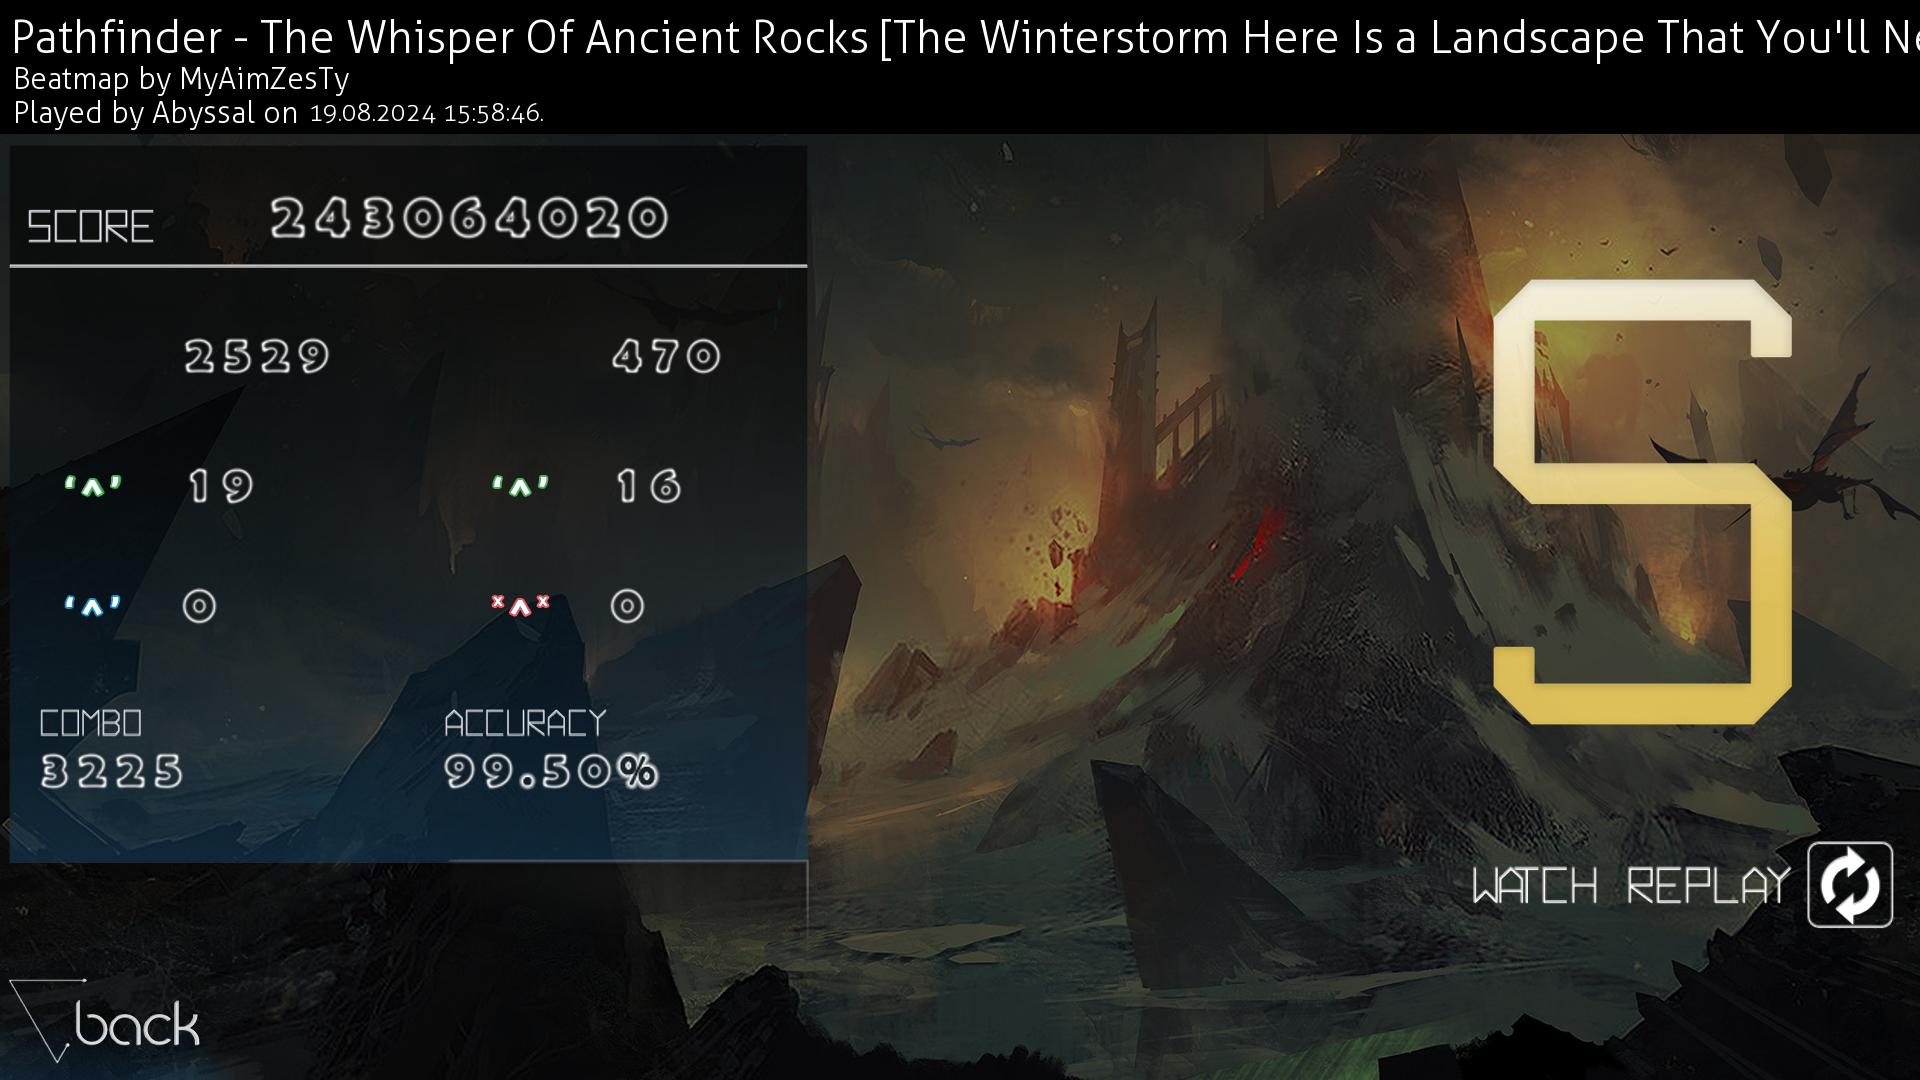 Pathfinder - The Whisper Of Ancient Rocks [The Winterstorm Here Is a Landscape That You'll Ne
Beatmap by MyAimZesTy
Played by Abyssal on 19.08.2024 15:58:46.
SCORE 243064020
2529 470
'^' 19 '^' 16
'^' 0 x^x 0
COMBO ACCURACY
3225 99.50%
WATCH REPLAY
back
S